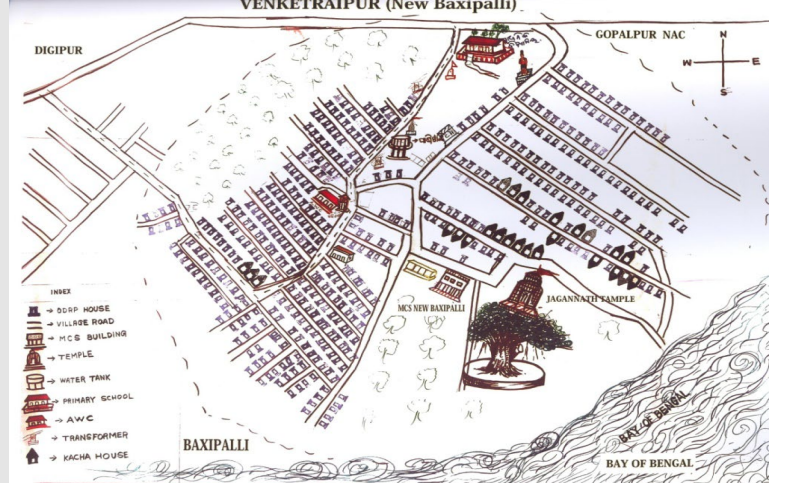 VENKETRAIPUR (New Baxipalli)
DIGIPUR
GOPALPUR NAC
N
W
E
S
INDEX
→ ODRP HOUSE
→ VILLAGE ROAD
→ MCS BUILDING
→ TEMPLE
→ WATER TANK
→ PRIMARY SCHOOL
→ AWC
→ TRANSFORMER
→ KACHA HOUSE
MCS NEW BAXIPALLI
JAGANNATH TAMPLE
BAXIPALLI
BAY OF BENGAL
BAY OF BENGAL